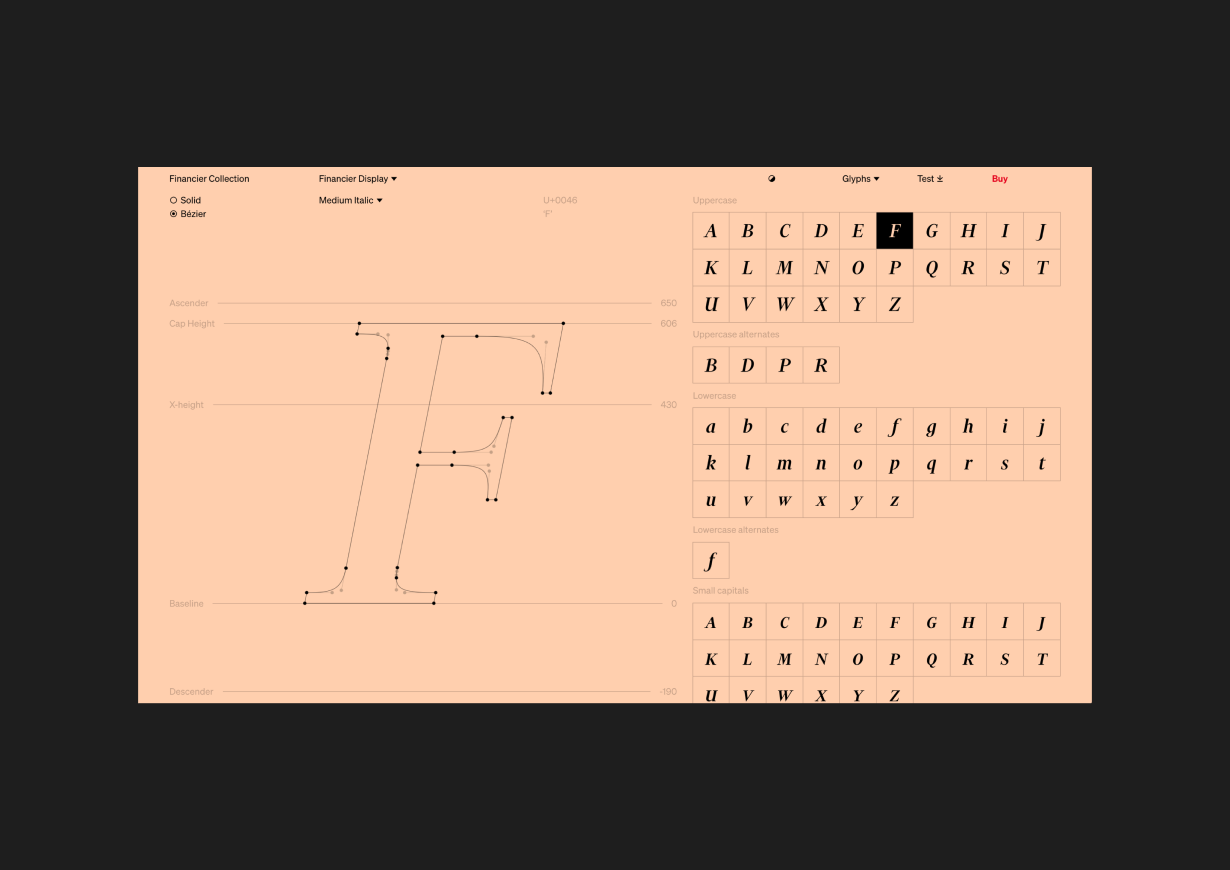 Financier Collection
Financier Display
Glyphs
Test
Buy
Solid
Bézier
Medium Italic
U+0046
'F'
Ascender 650
Cap Height 606
X-height 430
Baseline 0
Descender -190
Uppercase
A B C D E F G H I J
K L M N O P Q R S T
U V W X Y Z
Uppercase alternates
B D P R
Lowercase
a b c d e f g h i j
k l m n o p q r s t
u v w x y z
Lowercase alternates
f
Small capitals
A B C D E F G H I J
K L M N O P Q R S T
U V W X Y Z
F